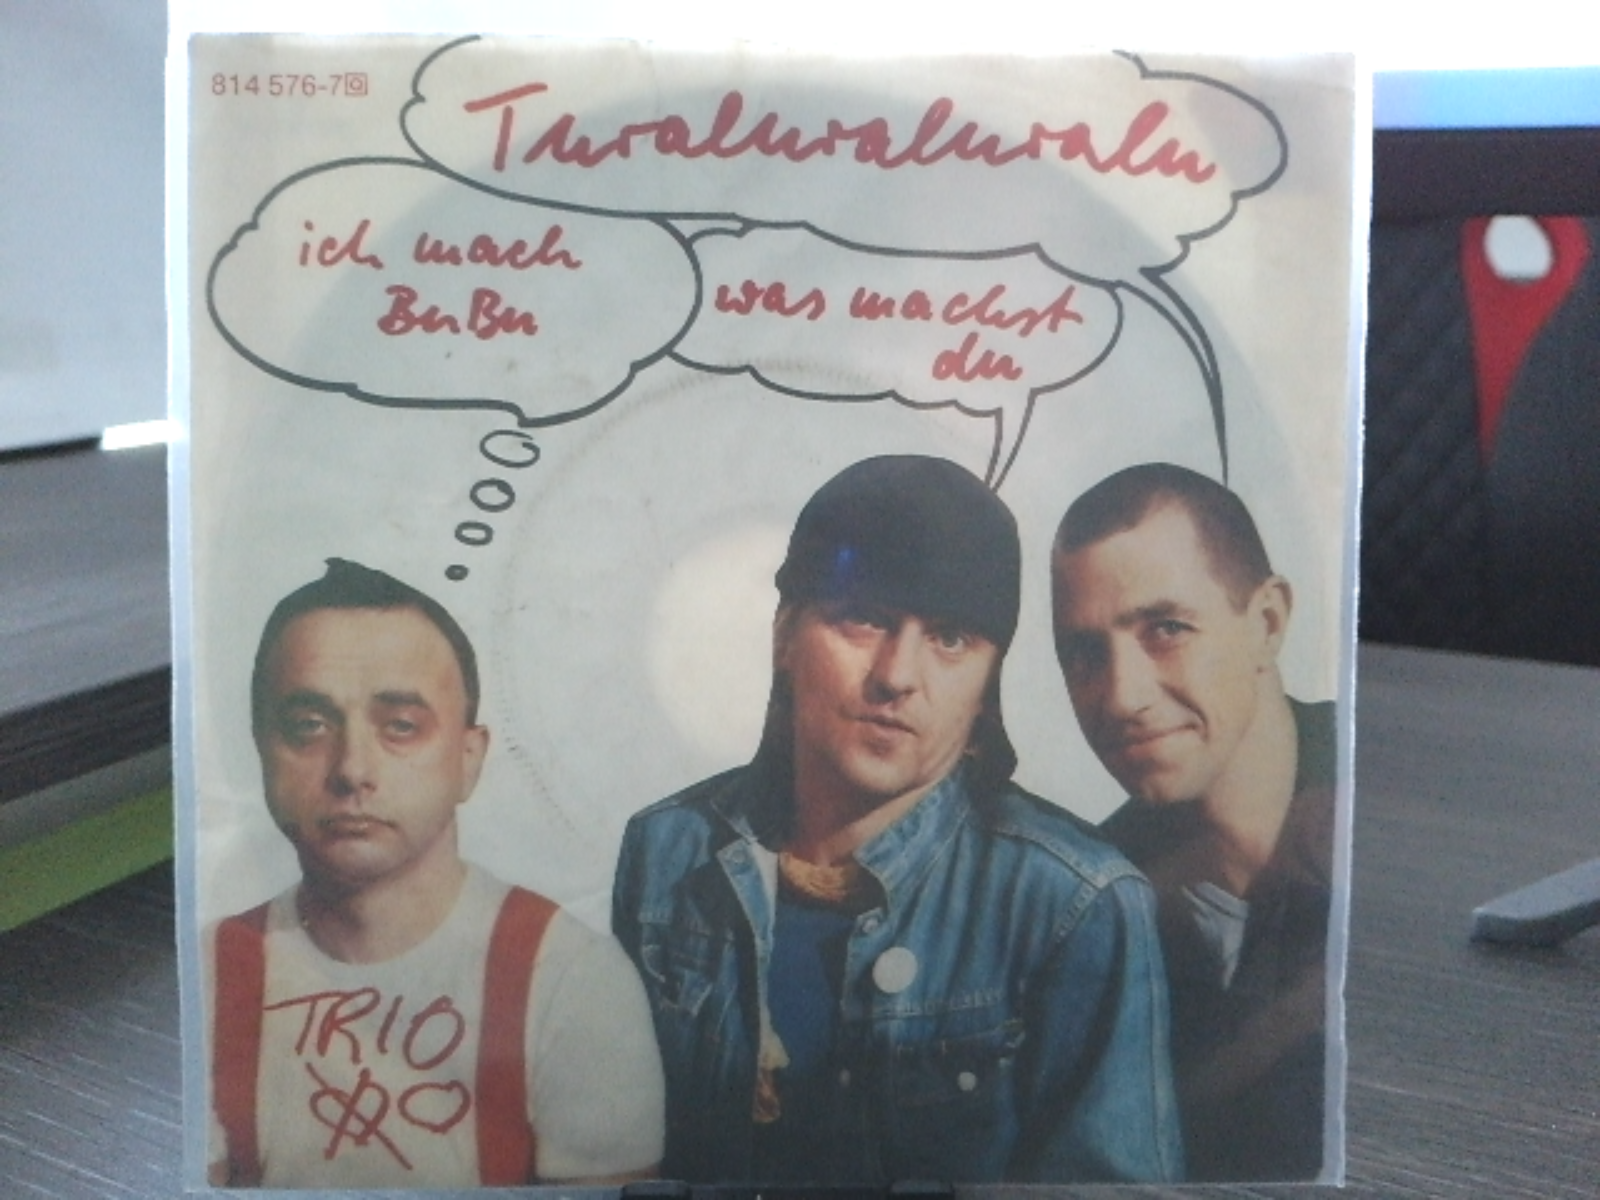 814 576-7
Turaluraluralu
ich mach
BuBu
was machst
du
TRIO